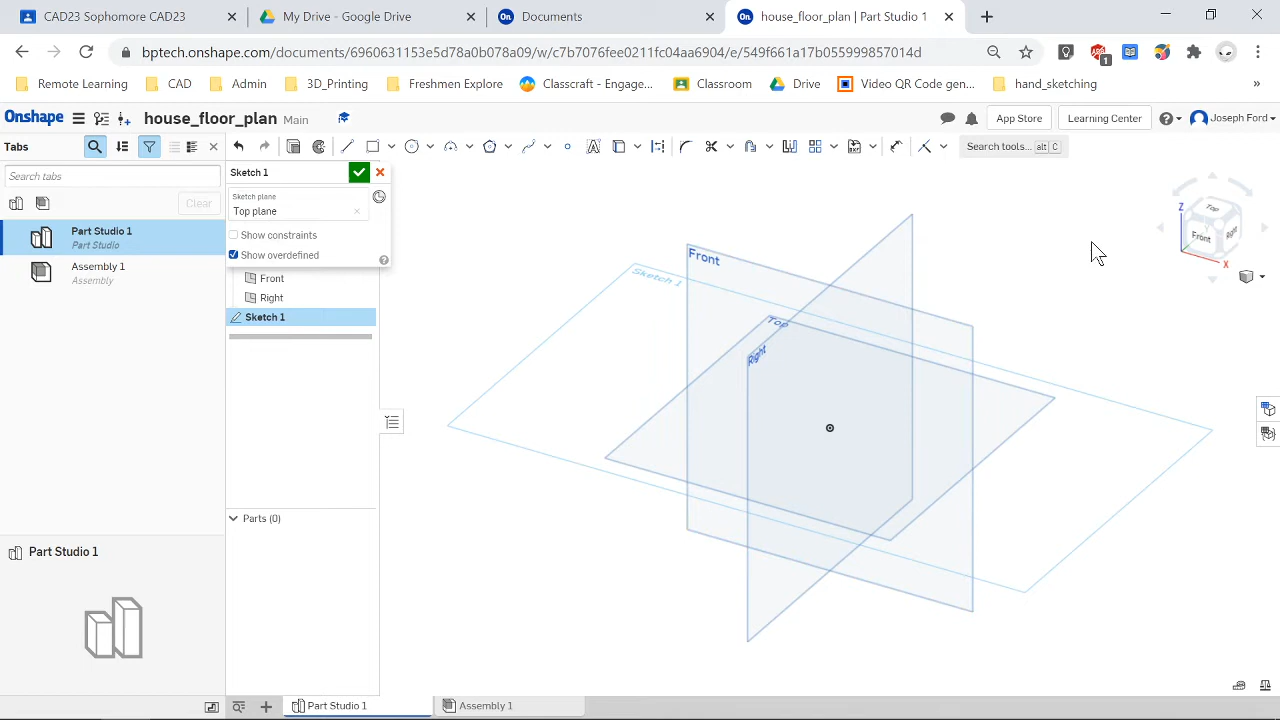 CAD23 Sophomore CAD23
My Drive - Google Drive
Documents
house_floor_plan | Part Studio 1
bptech.onshape.com/documents/6960631153e5d78a0b078a09/w/c7b7076fee0211fc04aa6904/e/549f661a17b055999857014d
1
Remote Learning
CAD
Admin
3D_Printing
Freshmen Explore
Classcraft - Engage...
Classroom
Drive
Video QR Code gen...
hand_sketching
»
Onshape
house_floor_plan Main
App Store
Learning Center
Joseph Ford
Tabs
Search tools... alt C
Search tabs
Clear
Part Studio 1
Part Studio
Assembly 1
Assembly
Sketch 1
Sketch plane
Top plane
Show constraints
Show overdefined
Front
Right
Sketch 1
Parts (0)
Part Studio 1
Front
Sketch 1
Top
Right
Top
Front
Right
Z
Y
X
Part Studio 1
Assembly 1